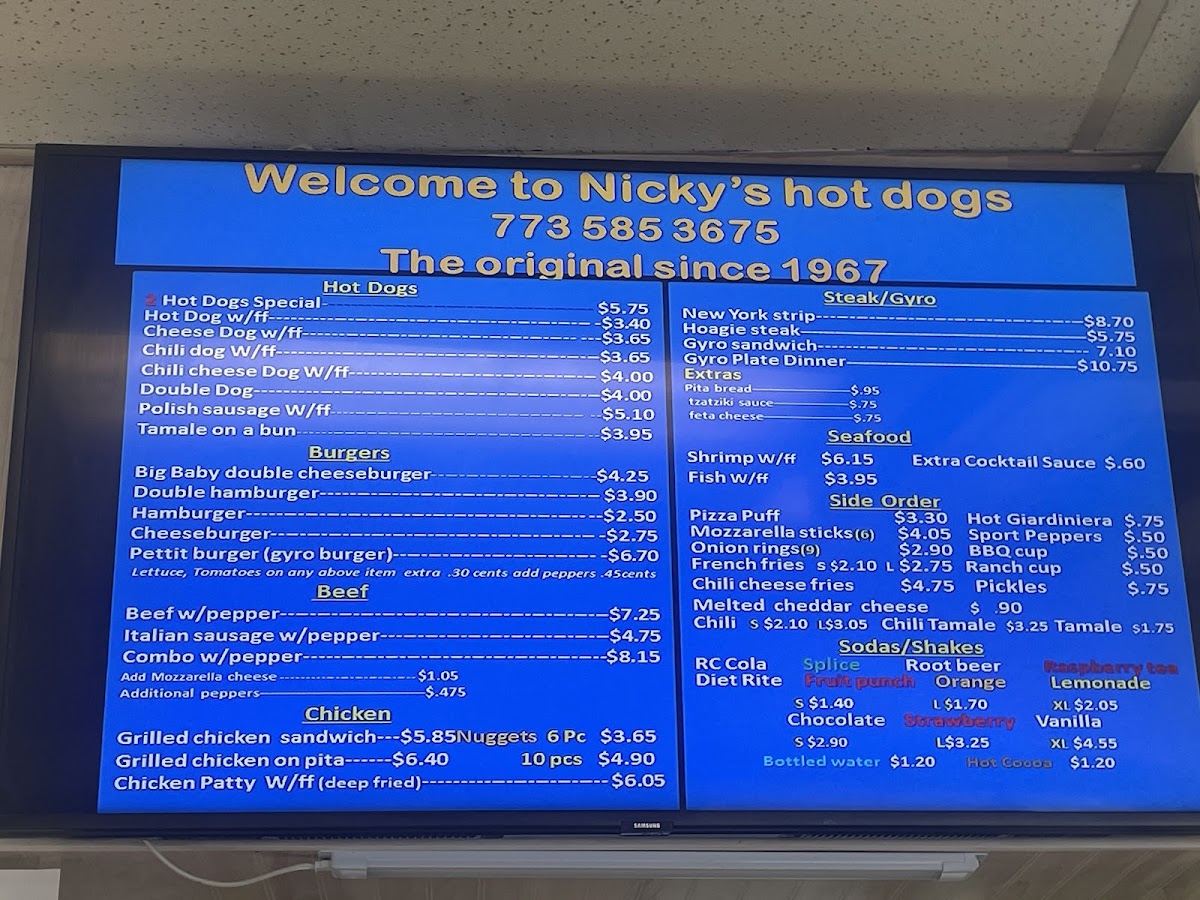 Welcome to Nicky's hot dogs
773 585 3675
The original since 1967
Hot Dogs
2 Hot Dogs Special $5.75
Hot Dog w/ff $3.40
Cheese Dog w/ff $3.65
Chili dog W/ff $3.65
Chili cheese Dog W/ff $4.00
Double Dog $4.00
Polish sausage W/ff $5.10
Tamale on a bun $3.95
Burgers
Big Baby double cheeseburger $4.25
Double hamburger $3.90
Hamburger $2.50
Cheeseburger $2.75
Pettit burger (gyro burger) $6.70
Lettuce, Tomatoes on any above item extra .30 cents add peppers .45cents
Beef
Beef w/pepper $7.25
Italian sausage w/pepper $4.75
Combo w/pepper $8.15
Add Mozzarella cheese $1.05
Additional peppers $.475
Chicken
Grilled chicken sandwich---$5.85Nuggets 6 Pc $3.65
Grilled chicken on pita------$6.40 10 pcs $4.90
Chicken Patty W/ff (deep fried) $6.05
Steak/Gyro
New York strip $8.70
Hoagie steak $5.75
Gyro sandwich 7.10
Gyro Plate Dinner $10.75
Extras
Pita bread $.95
tzatziki sauce $.75
feta cheese $.75
Seafood
Shrimp w/ff $6.15 Extra Cocktail Sauce $.60
Fish w/ff $3.95
Side Order
Pizza Puff $3.30 Hot Giardiniera $.75
Mozzarella sticks(6) $4.05 Sport Peppers $.50
Onion rings(9) $2.90 BBQ cup $.50
French fries S $2.10 L $2.75 Ranch cup $.50
Chili cheese fries $4.75 Pickles $.75
Melted cheddar cheese $ .90
Chili S $2.10 L$3.05 Chili Tamale $3.25 Tamale $1.75
Sodas/Shakes
RC Cola Splice Root beer Raspberry tea
Diet Rite Fruit punch Orange Lemonade
S $1.40 L $1.70 XL $2.05
Chocolate Strawberry Vanilla
S $2.90 L$3.25 XL $4.55
Bottled water $1.20 Hot Cocoa $1.20
SAMSUNG